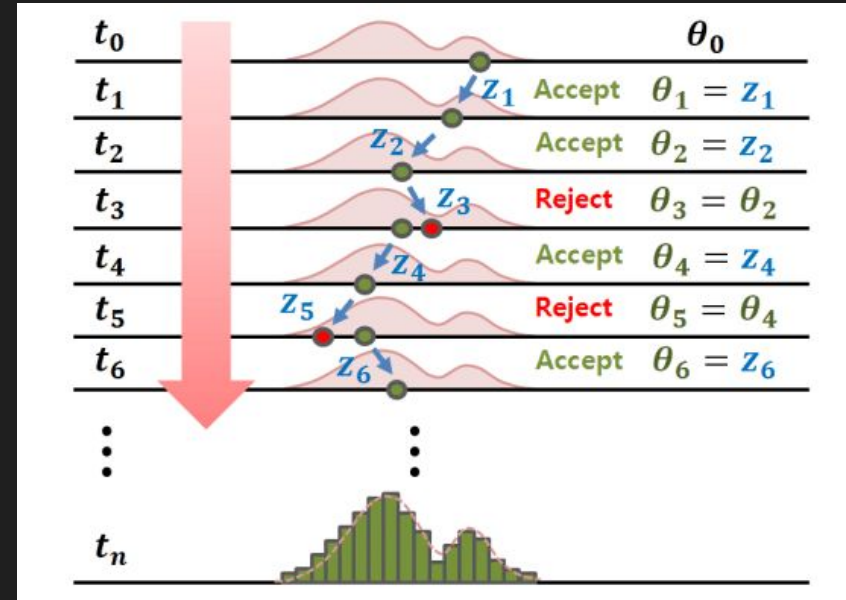 t₀ θ₀
t₁ z₁ Accept θ₁ = z₁
t₂ z₂ Accept θ₂ = z₂
t₃ z₃ Reject θ₃ = θ₂
t₄ z₄ Accept θ₄ = z₄
t₅ z₅ Reject θ₅ = θ₄
t₆ z₆ Accept θ₆ = z₆
tₙ